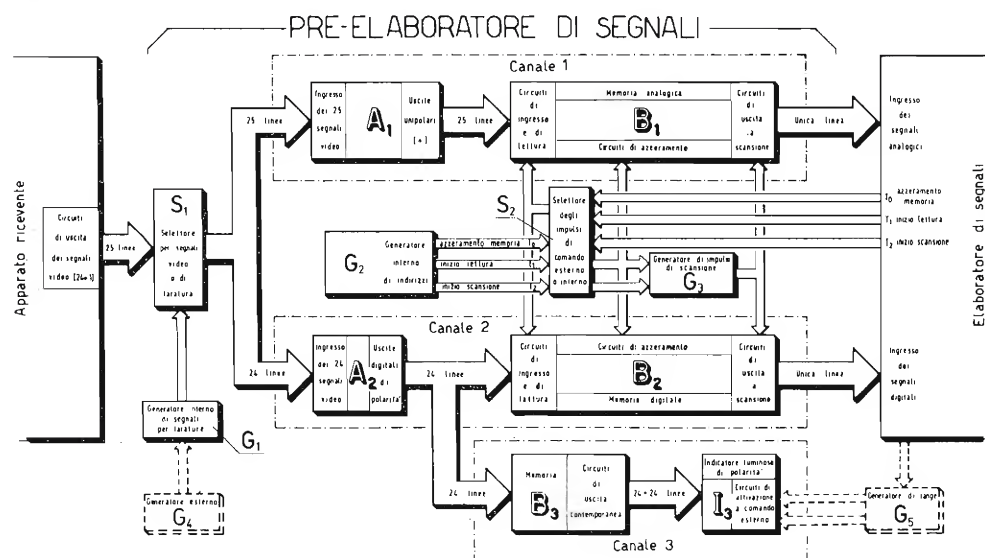 PRE-ELABORATORE DI SEGNALI
Apparato ricevente
Circuiti
di uscita
dei segnali
video [24+1]
25 linee
S1
Selettore
per segnali
video
o di
taratura
Generatore interno
di segnali
per tarature
G1
Generatore esterno
G4
25 linee
24 linee
Canale 1
Ingresso
dei 25
segnali
video
A1
Uscite
unipolari
[+]
25 linee
Circuiti
di
ingresso
e di
lettura
Memoria analogica
B1
Circuiti di azzeramento
Circuiti
di
uscita
a
scansione
Unica linea
Ingresso
dei
segnali
analogici
G2
Generatore
interno
di indirizzi
azzeramento memoria T0
inizio lettura T1
inizio scansione T2
S2
Selettore
degli
impulsi
di
comando
esterno
o interno
Generatore di impulsi
di scansione
G3
T0 azzeramento
memoria
T1 inizio lettura
T2 inizio scansione
Elaboratore di segnali
Canale 2
Ingresso
dei 24
segnali
video
A2
Uscite
digitali
di
polarita'
24 linee
Circuiti
di
ingresso
e di
lettura
Circuiti di azzeramento
B2
Memoria digitale
Circuiti
di
uscita
a
scansione
Unica linea
Ingresso
dei
segnali
digitali
24 linee
Memoria
B3
Circuiti
di
uscita
contemporanea
24+24 linee
Indicatore luminoso
di polarita'
I3
Circuiti di
attivazione
a comando
esterno
Canale 3
Generatore di range
G5